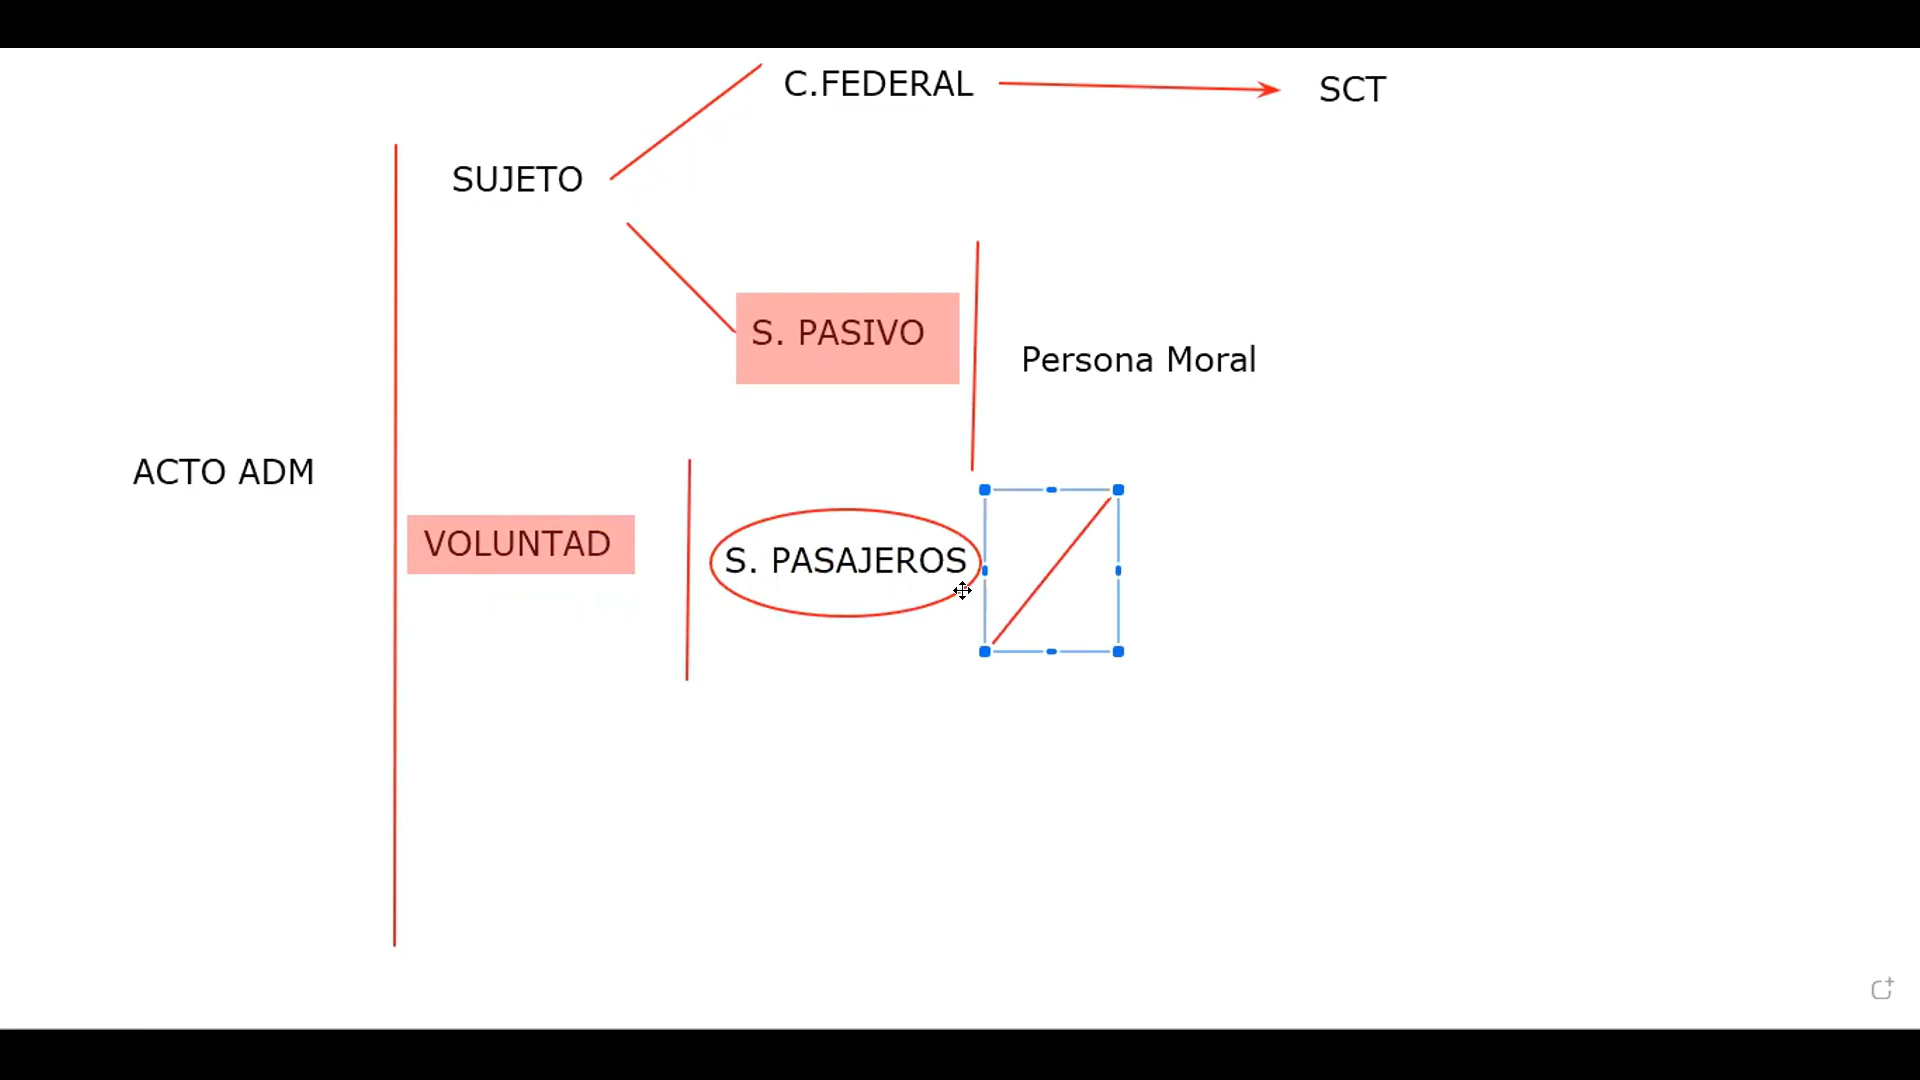 C.FEDERAL
SCT
SUJETO
S. PASIVO
Persona Moral
ACTO ADM
VOLUNTAD
S. PASAJEROS